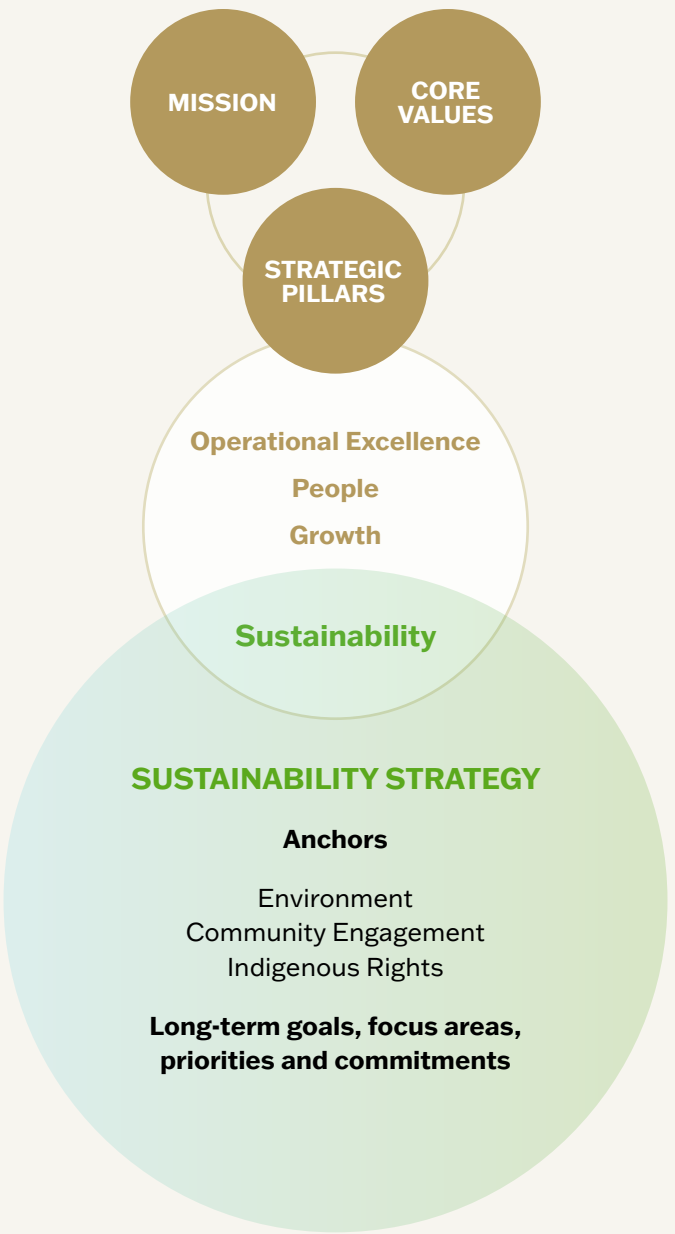 MISSION
CORE
VALUES
STRATEGIC
PILLARS
Operational Excellence
People
Growth
Sustainability
SUSTAINABILITY STRATEGY
Anchors
Environment
Community Engagement
Indigenous Rights
Long-term goals, focus areas,
priorities and commitments